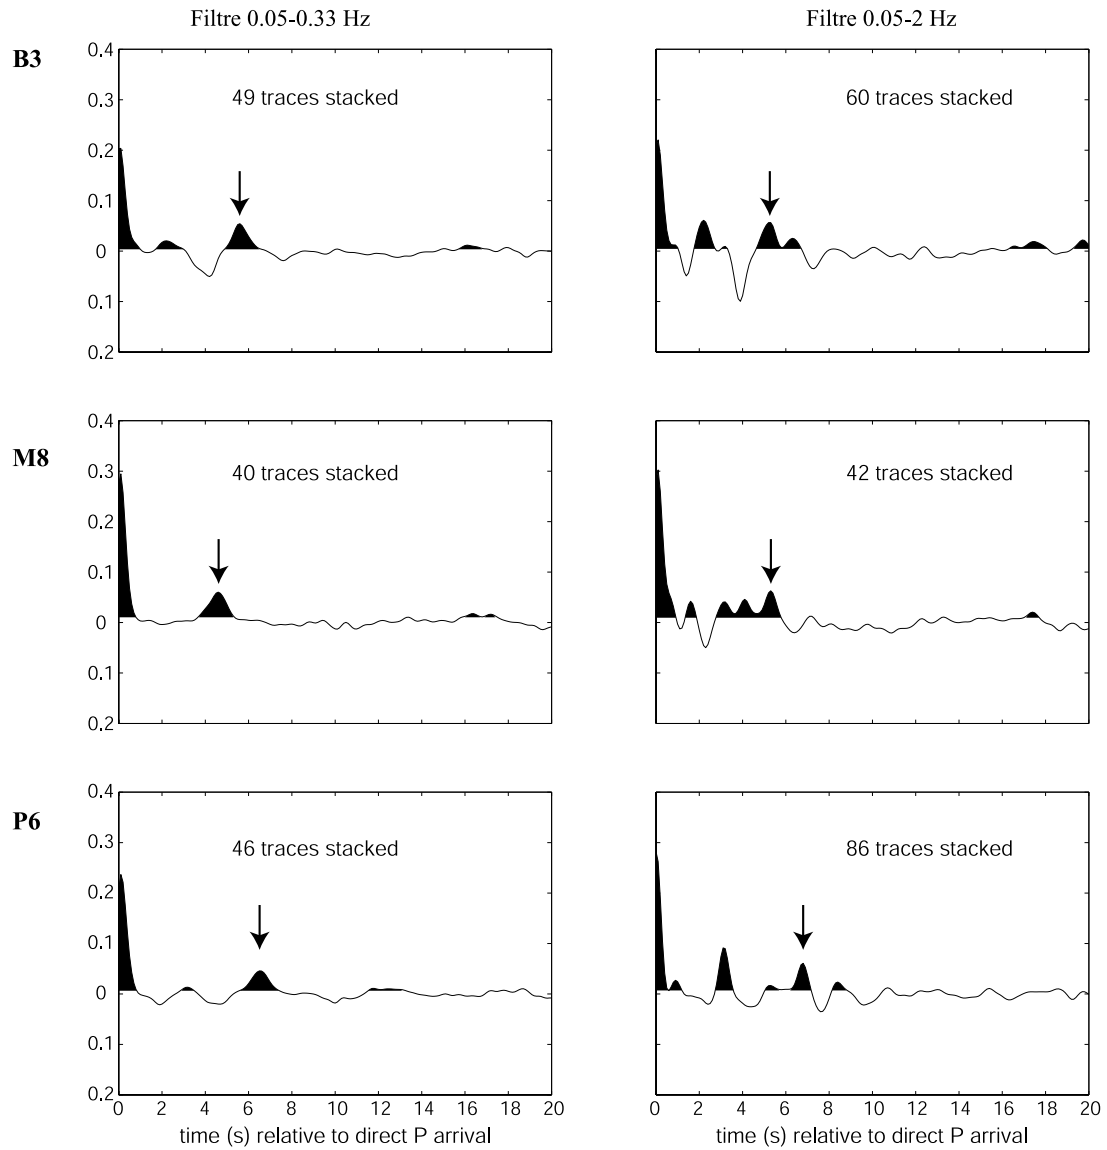 Filtre 0.05-0.33 Hz
Filtre 0.05-2 Hz
B3
0.4
0.3
0.2
0.1
0
0.1
0.2
49 traces stacked
60 traces stacked
M8
0.4
0.3
0.2
0.1
0
0.1
0.2
40 traces stacked
42 traces stacked
P6
0.4
0.3
0.2
0.1
0
0.1
0.2
46 traces stacked
86 traces stacked
0 2 4 6 8 10 12 14 16 18 20
0 2 4 6 8 10 12 14 16 18 20
time (s) relative to direct P arrival
time (s) relative to direct P arrival